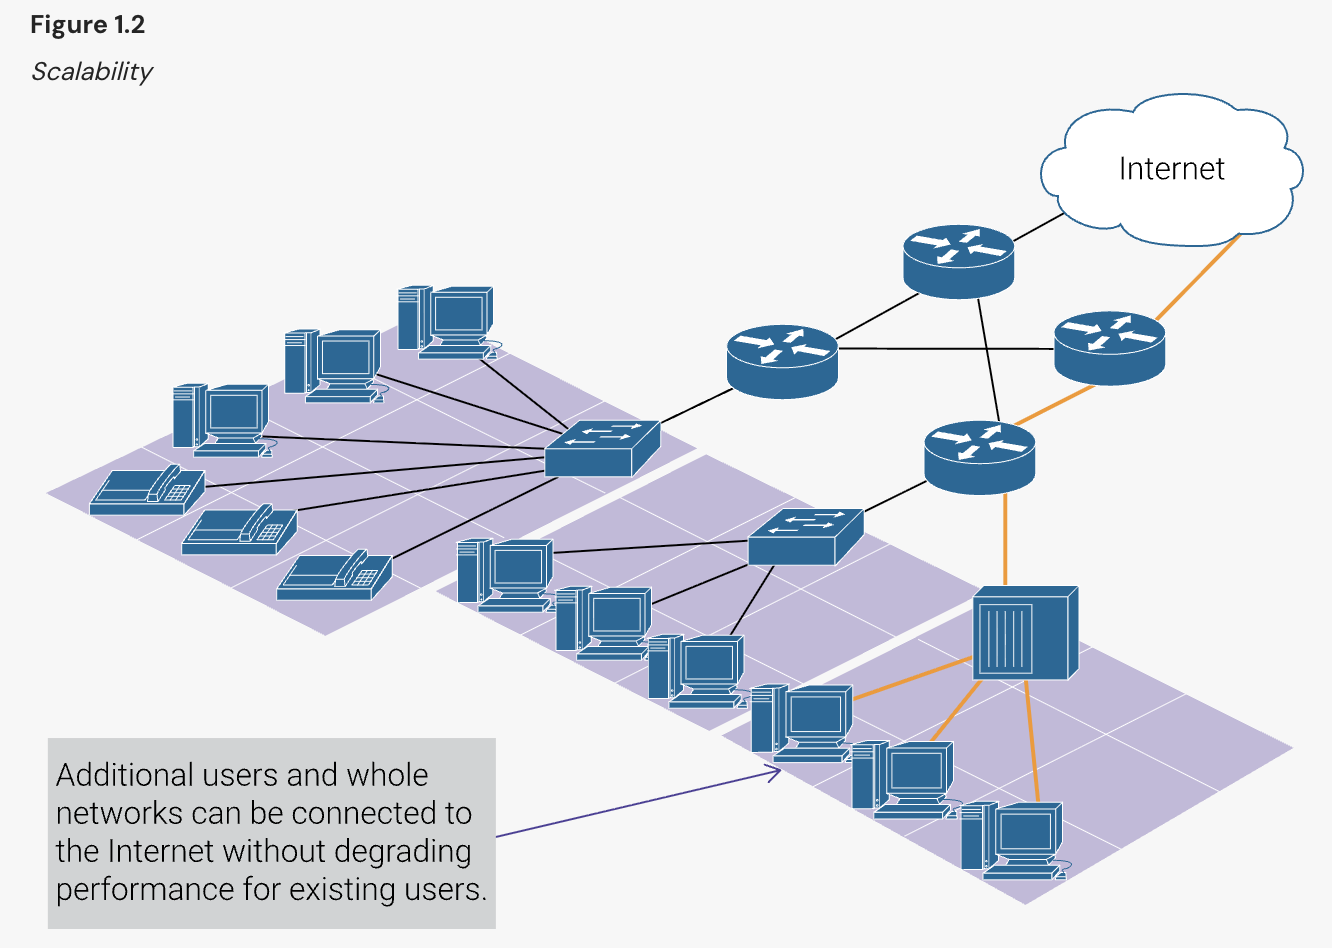 Figure 1.2
Scalability
Internet
Additional users and whole
networks can be connected to
the Internet without degrading
performance for existing users.